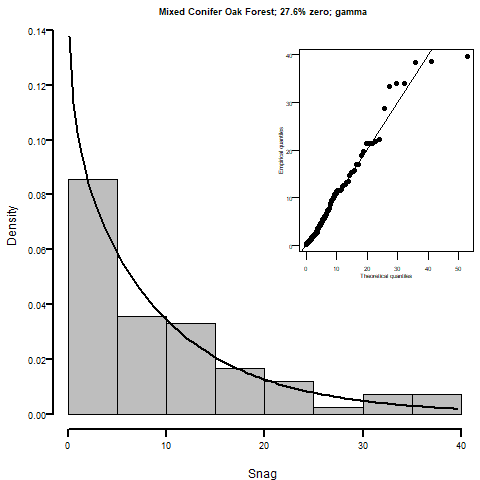 Mixed Conifer Oak Forest; 27.6% zero; gamma
0.14
0.12
0.10
0.08
0.06
0.04
0.02
0.00
Density
0 10 20 30 40
Snag
40
30
20
10
0
Empirical quantiles
0 10 20 30 40 50
Theoretical quantiles